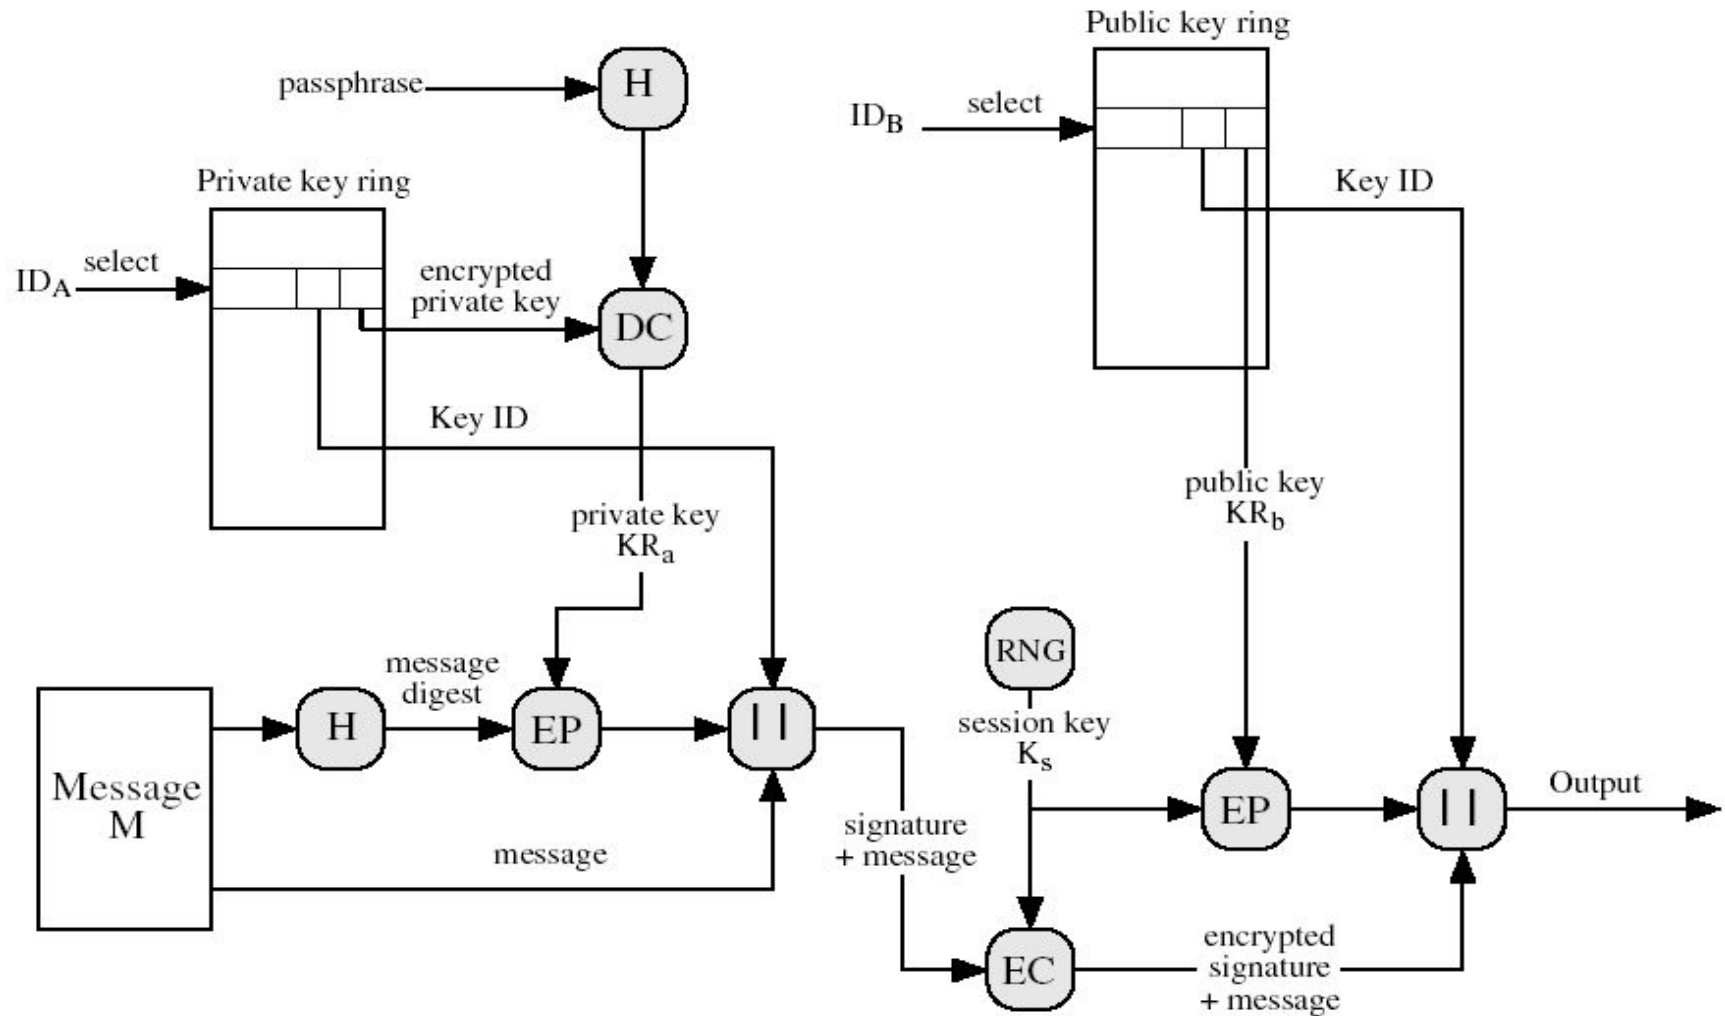 Public key ring
passphrase
H
ID_B
select
Private key ring
Key ID
ID_A
select
encrypted
private key
DC
Key ID
private key
KR_a
public key
KR_b
RNG
message
digest
session key
K_s
H
EP
||
Message
M
EP
||
Output
message
signature
+ message
EC
encrypted
signature
+ message